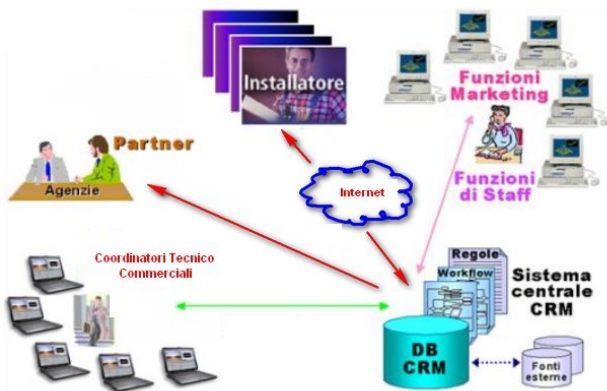 Installatore
Funzioni
Marketing
Partner
Agenzie
Internet
Funzioni
di Staff
Coordinatori Tecnico
Commerciali
Regole
Workflow
Sistema
centrale
CRM
DB
CRM
Fonti
esterne